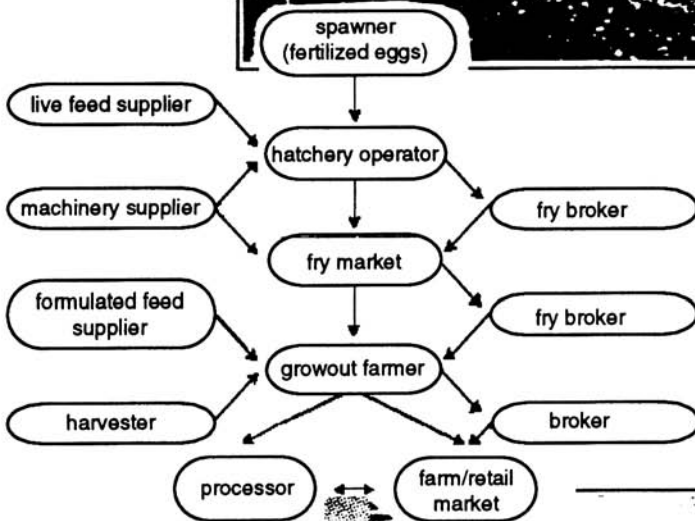 spawner
(fertilized eggs)
live feed supplier
hatchery operator
machinery supplier
fry broker
fry market
formulated feed
supplier
fry broker
growout farmer
harvester
broker
processor
farm/retail
market